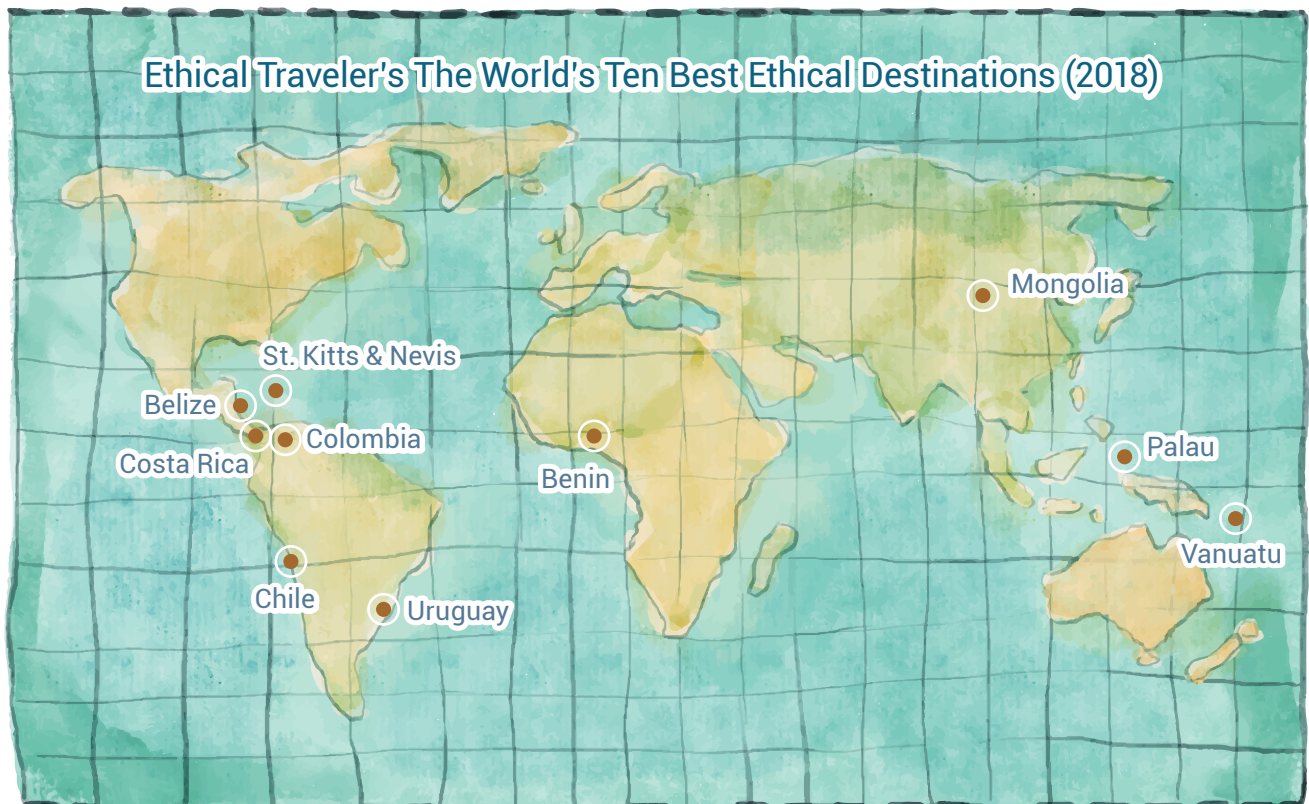 Ethical Traveler's The World's Ten Best Ethical Destinations (2018)
Mongolia
St. Kitts & Nevis
Belize
Colombia
Costa Rica
Benin
Palau
Vanuatu
Chile
Uruguay